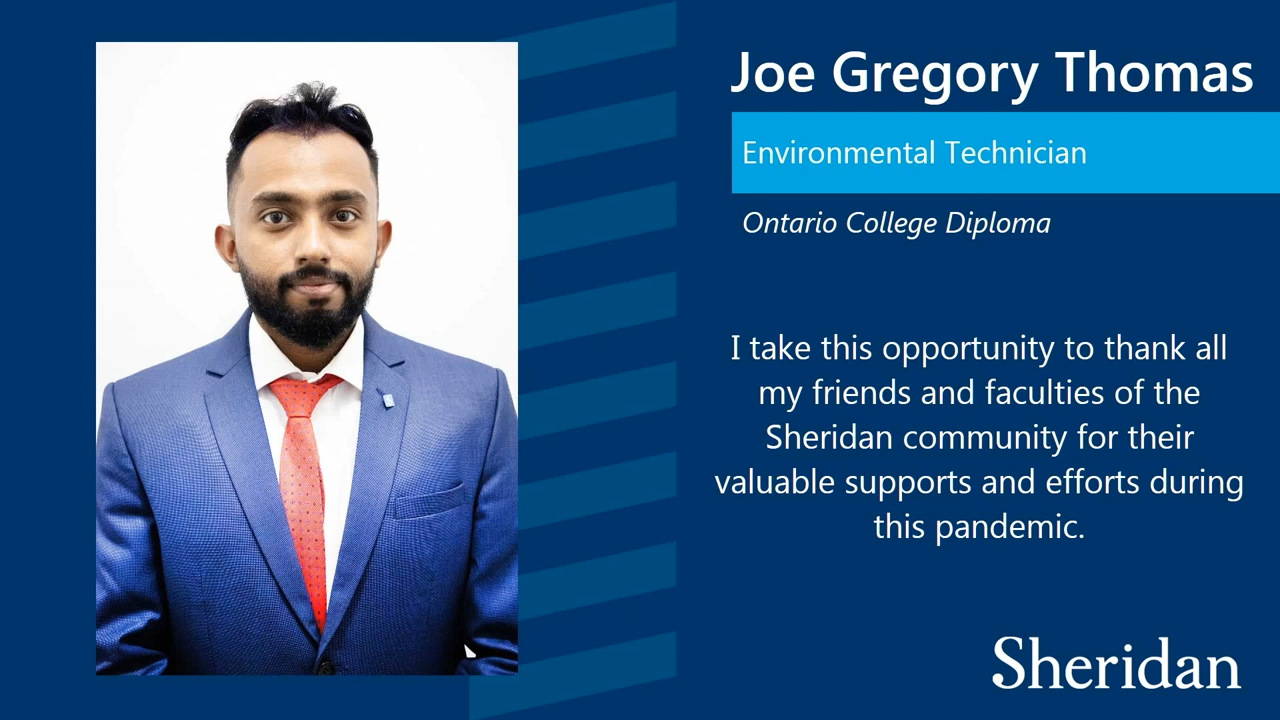 Joe Gregory Thomas
Environmental Technician
Ontario College Diploma
I take this opportunity to thank all
my friends and faculties of the
Sheridan community for their
valuable supports and efforts during
this pandemic.
Sheridan